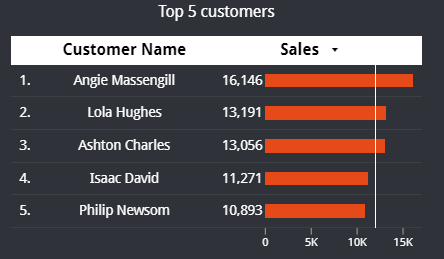 Top 5 customers
Customer Name Sales
1. Angie Massengill 16,146
2. Lola Hughes 13,191
3. Ashton Charles 13,056
4. Isaac David 11,271
5. Philip Newsom 10,893
0 5K 10K 15K